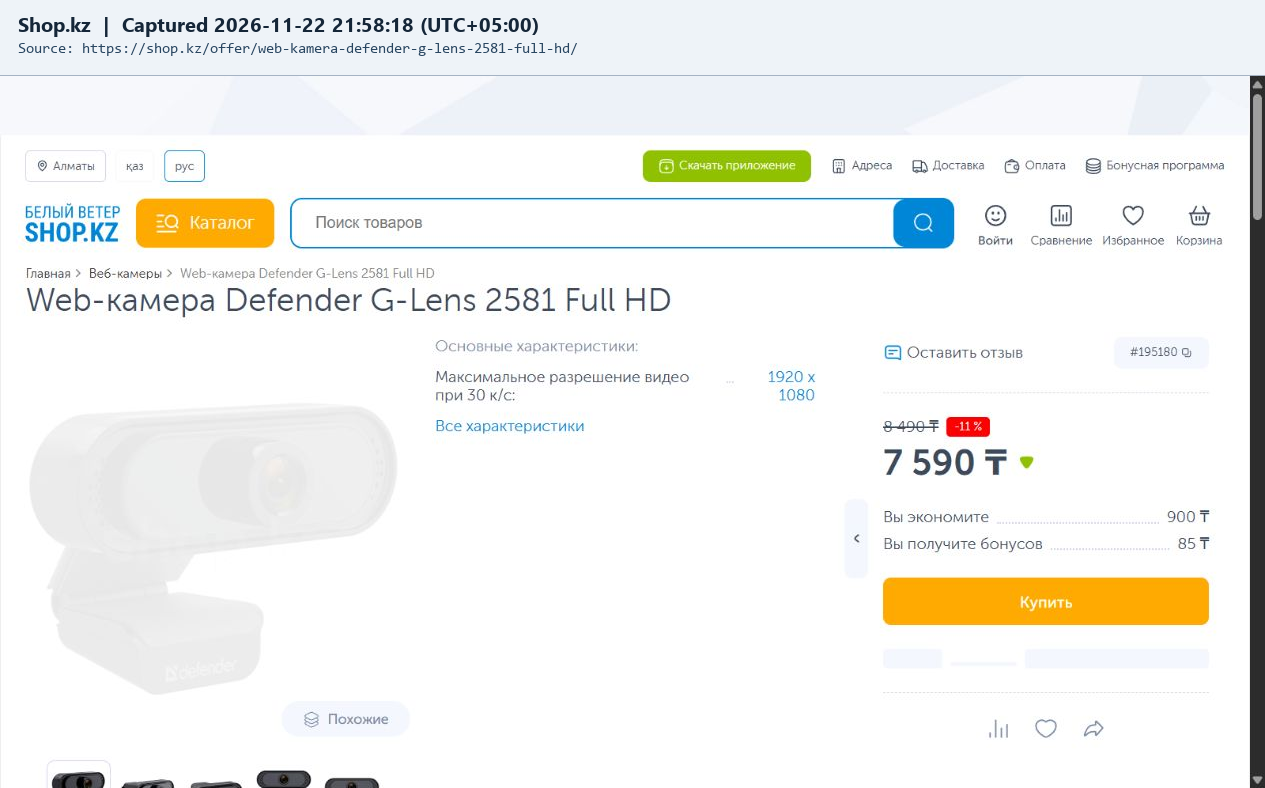 Shop.kz | Captured 2026-11-22 21:58:18 (UTC+05:00)
Source: https://shop.kz/offer/web-kamera-defender-g-lens-2581-full-hd/
Алматы қаз рус Скачать приложение Адреса Доставка Оплата Бонусная программа
БЕЛЫЙ ВЕТЕР
SHOP.KZ
Каталог Поиск товаров
Войти Сравнение Избранное Корзина
Главная > Веб-камеры > Web-камера Defender G-Lens 2581 Full HD
Web-камера Defender G-Lens 2581 Full HD
Основные характеристики:
Максимальное разрешение видео при 30 к/с: ... 1920 x 1080
Все характеристики
Оставить отзыв #195180
8 490 ₸ -11 %
7 590 ₸
Вы экономите 900 ₸
Вы получите бонусов 85 ₸
Купить
defender
Похожие